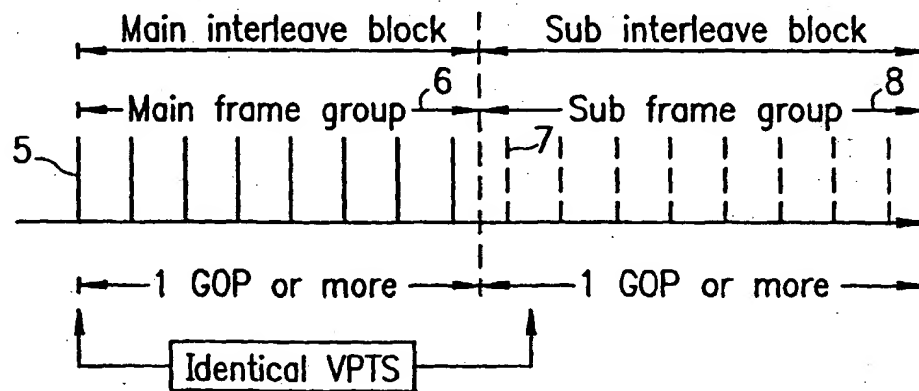 Main interleave block Sub interleave block
6 8
Main frame group Sub frame group
5 7
1 GOP or more 1 GOP or more
Identical VPTS